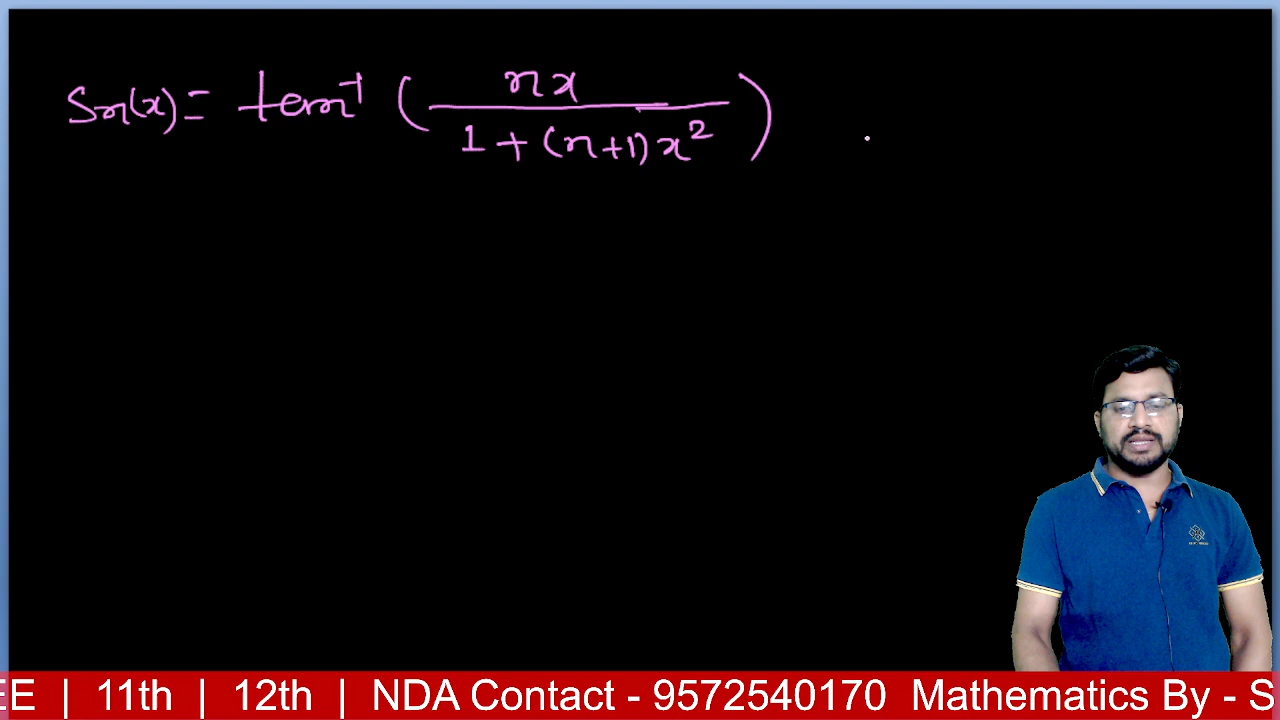 Sn(x) = tan⁻¹ ( nx / 1 + (n+1)x² )
EE | 11th | 12th | NDA Contact - 9572540170 Mathematics By - S